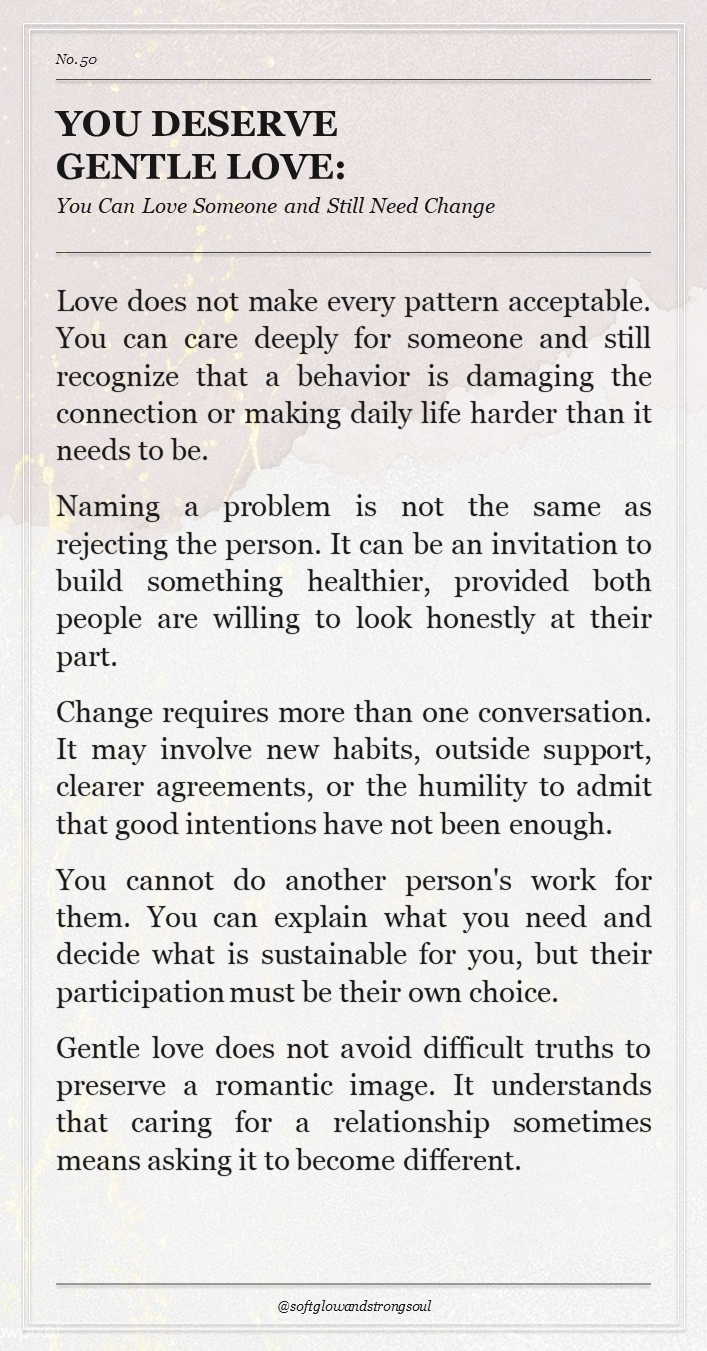 No. 50
YOU DESERVE
GENTLE LOVE:
You Can Love Someone and Still Need Change
Love does not make every pattern acceptable.
You can care deeply for someone and still
recognize that a behavior is damaging the
connection or making daily life harder than it
needs to be.
Naming a problem is not the same as
rejecting the person. It can be an invitation to
build something healthier, provided both
people are willing to look honestly at their
part.
Change requires more than one conversation.
It may involve new habits, outside support,
clearer agreements, or the humility to admit
that good intentions have not been enough.
You cannot do another person's work for
them. You can explain what you need and
decide what is sustainable for you, but their
participation must be their own choice.
Gentle love does not avoid difficult truths to
preserve a romantic image. It understands
that caring for a relationship sometimes
means asking it to become different.
@softglowandstrongsoul